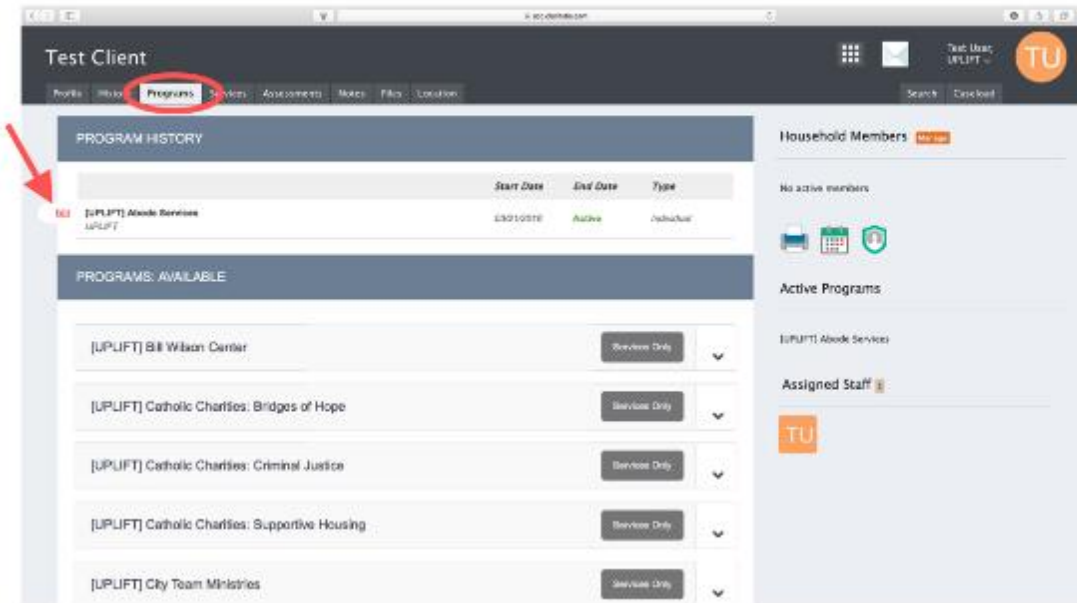 Test Client
Test User,
UPLIFT
TU
Profile History Programs Services Assessments Notes Files Location
Search Caseload
PROGRAM HISTORY
Start Date End Date Type
[UPLIFT] Abode Services
UPLIFT
Active Individual
PROGRAMS: AVAILABLE
[UPLIFT] Bill Wilson Center
Services Only
[UPLIFT] Catholic Charities: Bridges of Hope
Services Only
[UPLIFT] Catholic Charities: Criminal Justice
Services Only
[UPLIFT] Catholic Charities: Supportive Housing
Services Only
[UPLIFT] City Team Ministries
Services Only
Household Members Manage
No active members
Active Programs
[UPLIFT] Abode Services
Assigned Staff
TU